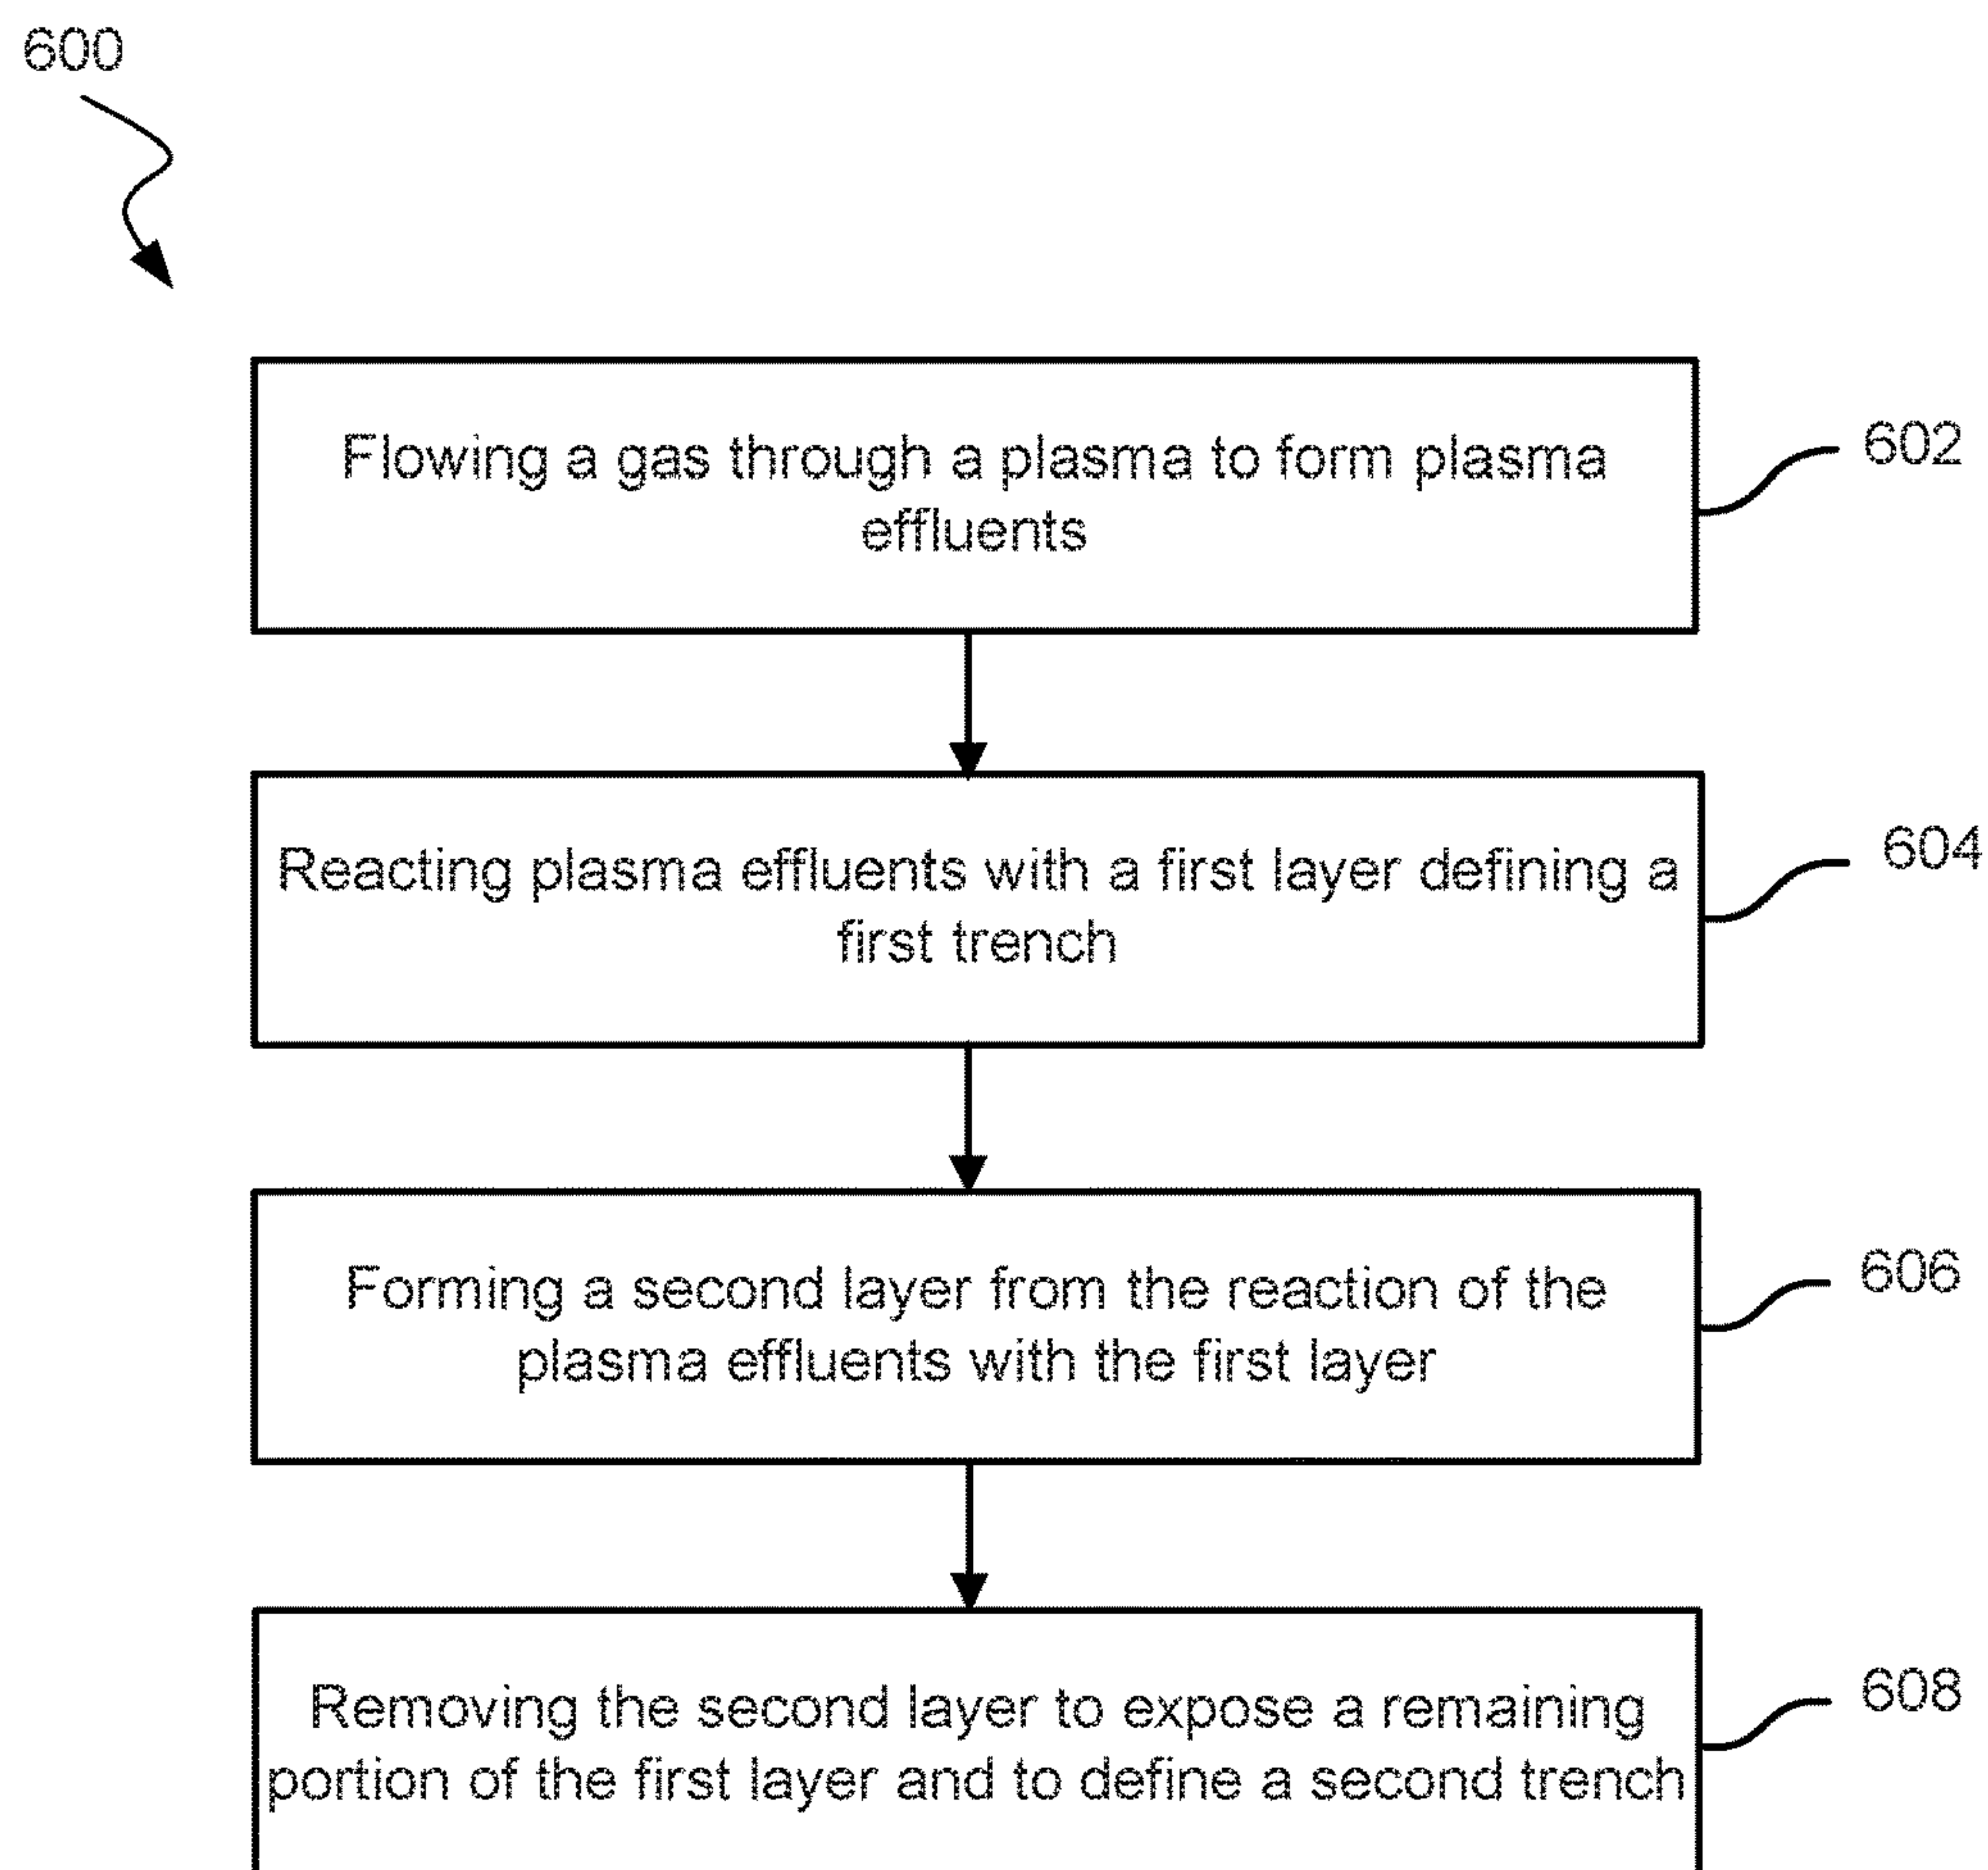 600
Flowing a gas through a plasma to form plasma
effluents
602
Reacting plasma effluents with a first layer defining a
first trench
604
Forming a second layer from the reaction of the
plasma effluents with the first layer
606
Removing the second layer to expose a remaining
portion of the first layer and to define a second trench
608